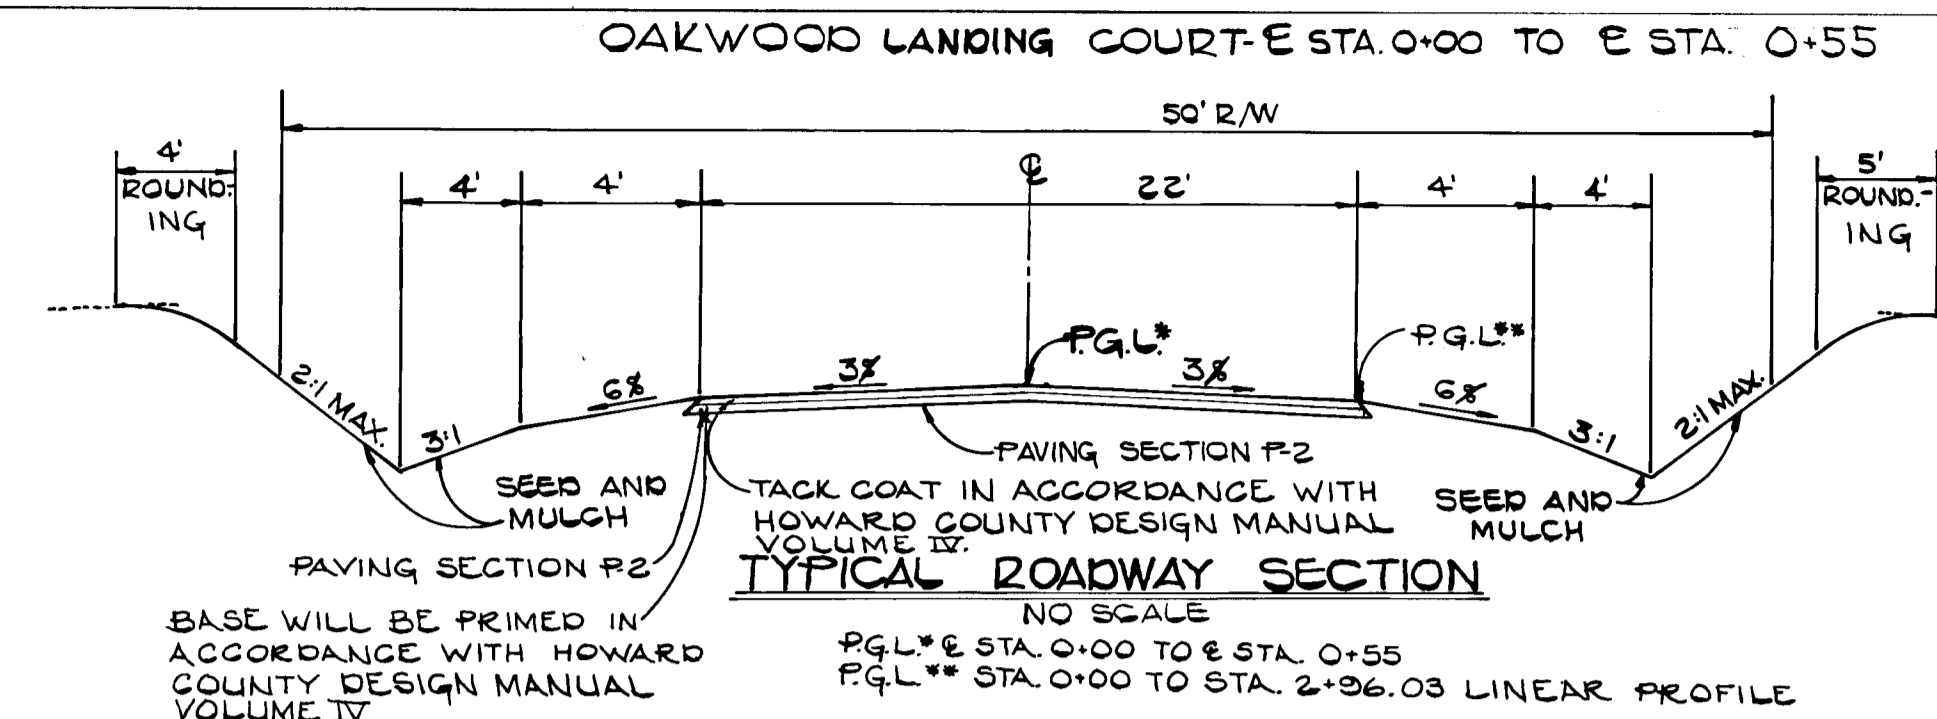 OAKWOOD LANDING COURT-℄ STA. 0+00 TO ℄ STA. 0+55
50' R/W
4'
ROUND-
ING
4'
4'
℄
22'
4'
4'
5'
ROUND.-
ING
P.G.L.*
P.G.L.**
2:1 MAX.
3:1
6%
3%
3%
6%
3:1
2:1 MAX.
PAVING SECTION P-2
SEED AND
MULCH
TACK COAT IN ACCORDANCE WITH
HOWARD COUNTY DESIGN MANUAL
VOLUME IV.
SEED AND
MULCH
PAVING SECTION P-2
TYPICAL ROADWAY SECTION
NO SCALE
BASE WILL BE PRIMED IN
ACCORDANCE WITH HOWARD
COUNTY DESIGN MANUAL
VOLUME IV
P.G.L.* ℄ STA. 0+00 TO ℄ STA. 0+55
P.G.L.** STA. 0+00 TO STA. 2+96.03 LINEAR PROFILE